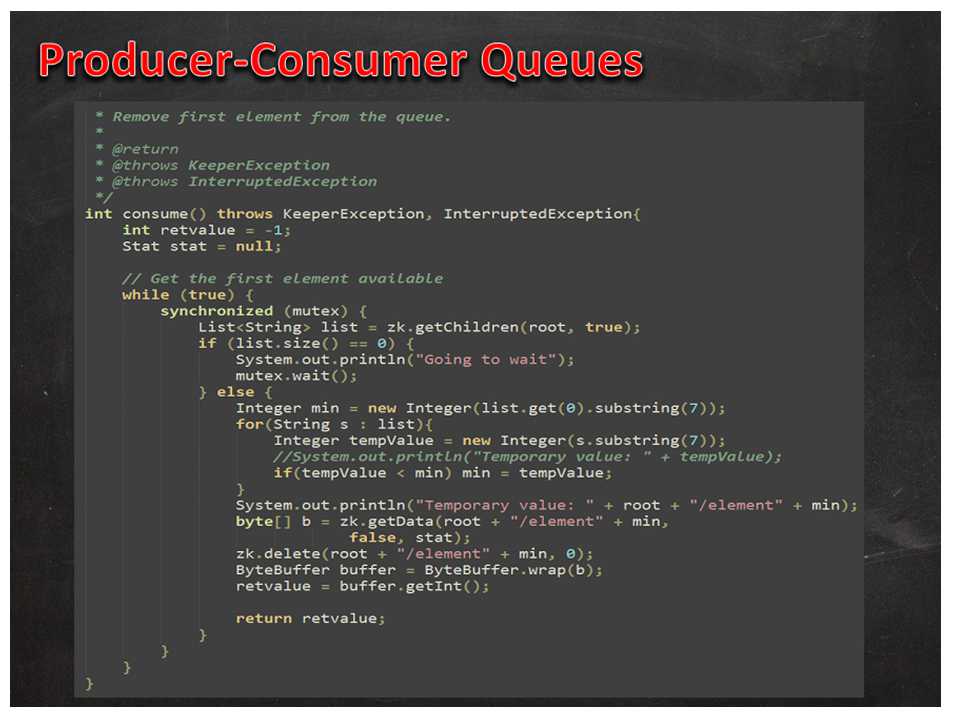 Producer-Consumer Queues
* Remove first element from the queue.
*
* @return
* @throws KeeperException
* @throws InterruptedException
*/
int consume() throws KeeperException, InterruptedException{
int retvalue = -1;
Stat stat = null;
// Get the first element available
while (true) {
synchronized (mutex) {
List<String> list = zk.getChildren(root, true);
if (list.size() == 0) {
System.out.println("Going to wait");
mutex.wait();
} else {
Integer min = new Integer(list.get(0).substring(7));
for(String s : list){
Integer tempValue = new Integer(s.substring(7));
//System.out.println("Temporary value: " + tempValue);
if(tempValue < min) min = tempValue;
}
System.out.println("Temporary value: " + root + "/element" + min);
byte[] b = zk.getData(root + "/element" + min,
false, stat);
zk.delete(root + "/element" + min, 0);
ByteBuffer buffer = ByteBuffer.wrap(b);
retvalue = buffer.getInt();
return retvalue;
}
}
}
}